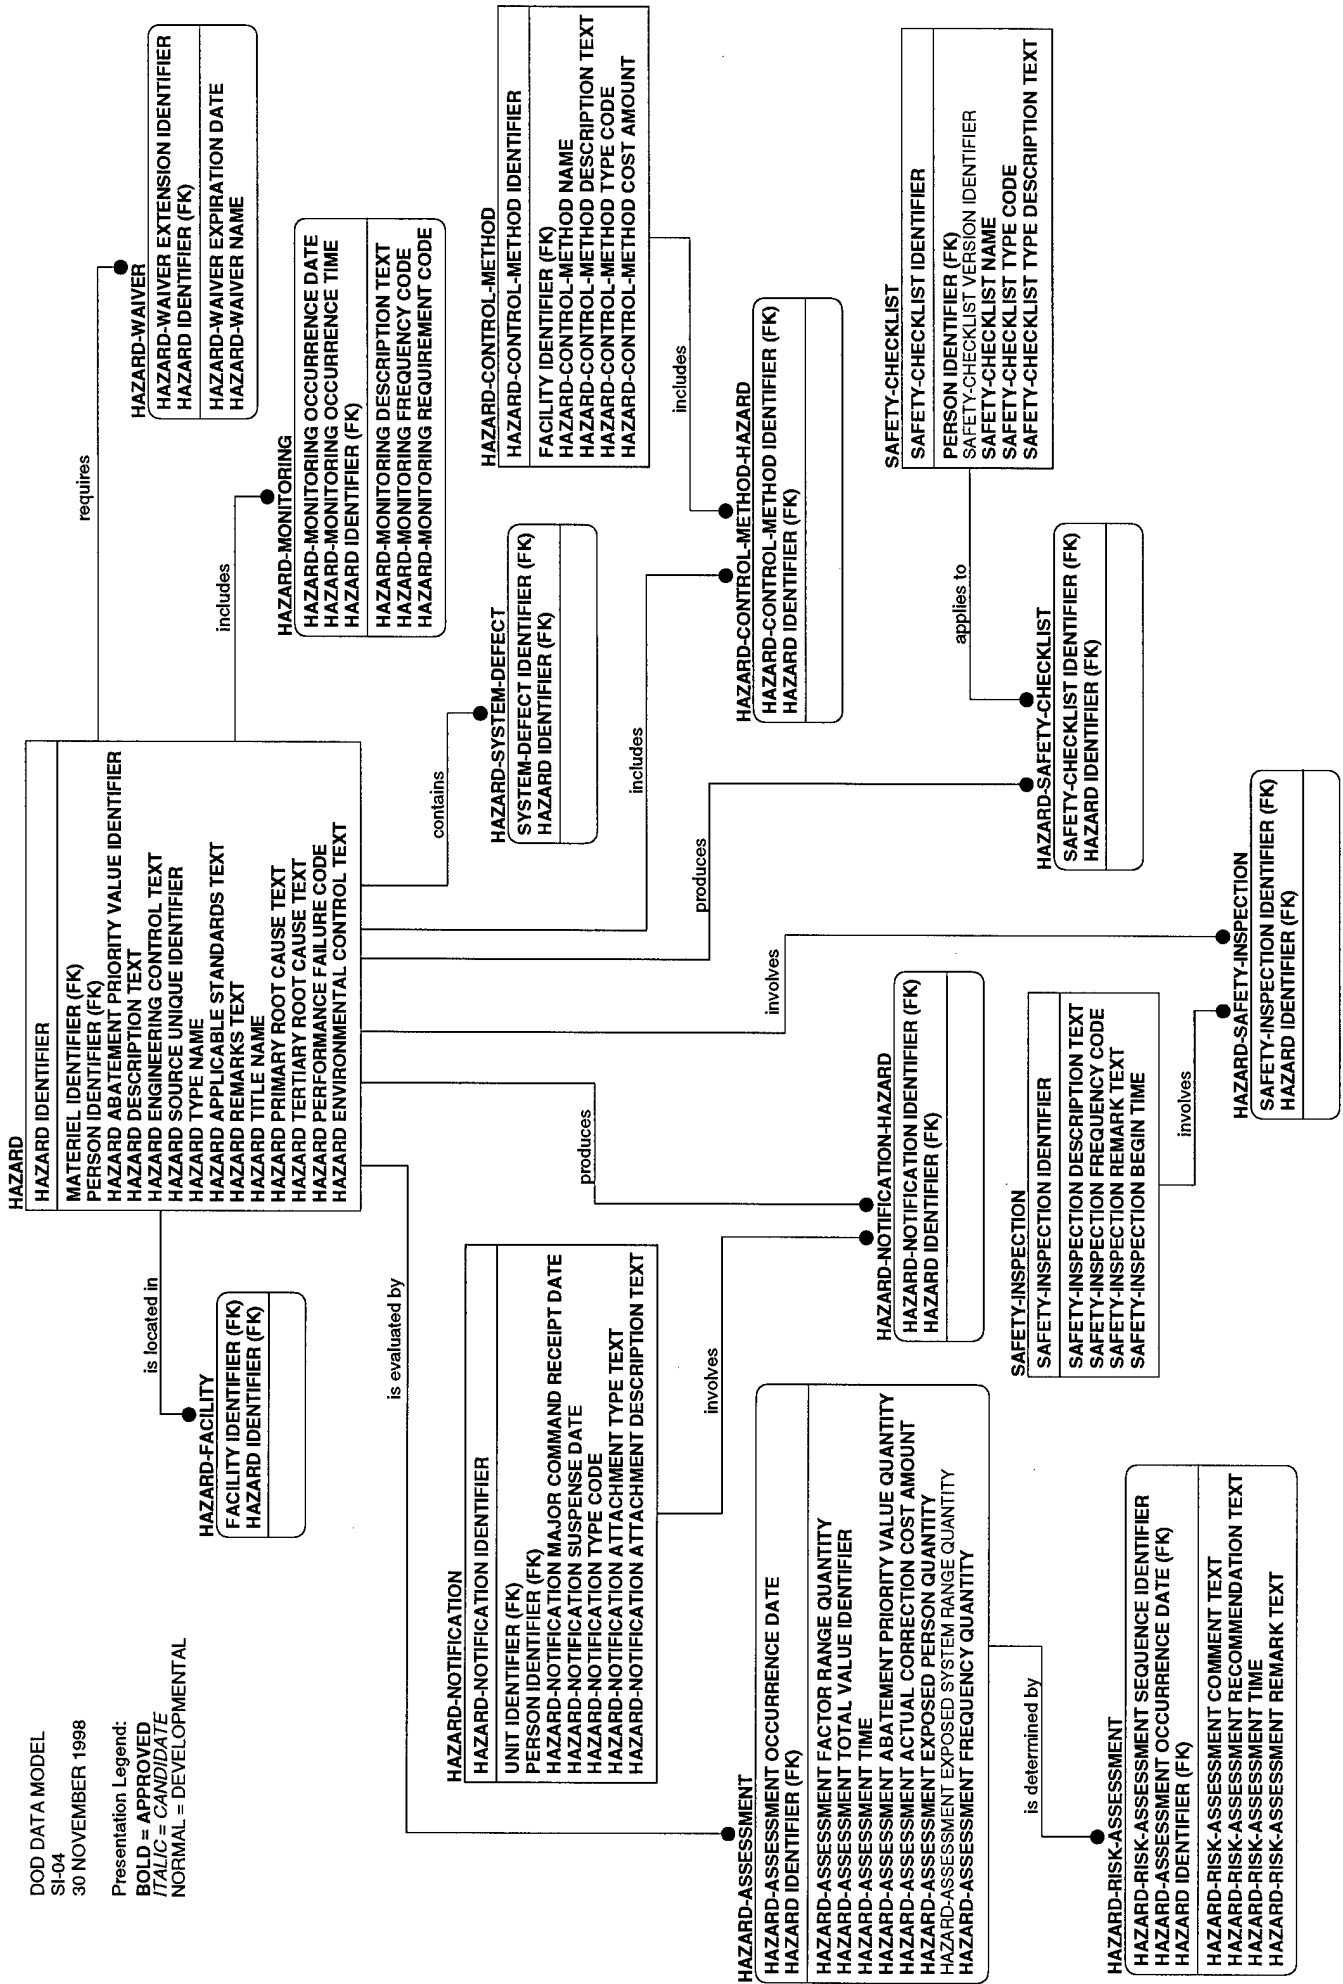 DOD DATA MODEL
SI-04
30 NOVEMBER 1998
Presentation Legend:
BOLD = APPROVED
ITALIC = CANDIDATE
NORMAL = DEVELOPMENTAL
HAZARD
HAZARD IDENTIFIER
MATERIEL IDENTIFIER (FK)
PERSON IDENTIFIER (FK)
HAZARD ABATEMENT PRIORITY VALUE IDENTIFIER
HAZARD DESCRIPTION TEXT
HAZARD ENGINEERING CONTROL TEXT
HAZARD SOURCE UNIQUE IDENTIFIER
HAZARD TYPE NAME
HAZARD APPLICABLE STANDARDS TEXT
HAZARD REMARKS TEXT
HAZARD TITLE NAME
HAZARD PRIMARY ROOT CAUSE TEXT
HAZARD TERTIARY ROOT CAUSE TEXT
HAZARD PERFORMANCE FAILURE CODE
HAZARD ENVIRONMENTAL CONTROL TEXT
requires
HAZARD-WAIVER
HAZARD-WAIVER EXTENSION IDENTIFIER
HAZARD IDENTIFIER (FK)
HAZARD-WAIVER EXPIRATION DATE
HAZARD-WAIVER NAME
is located in
HAZARD-FACILITY
FACILITY IDENTIFIER (FK)
HAZARD IDENTIFIER (FK)
includes
HAZARD-MONITORING
HAZARD-MONITORING OCCURRENCE DATE
HAZARD-MONITORING OCCURRENCE TIME
HAZARD IDENTIFIER (FK)
HAZARD-MONITORING DESCRIPTION TEXT
HAZARD-MONITORING FREQUENCY CODE
HAZARD-MONITORING REQUIREMENT CODE
is evaluated by
contains
HAZARD-SYSTEM-DEFECT
SYSTEM-DEFECT IDENTIFIER (FK)
HAZARD IDENTIFIER (FK)
HAZARD-CONTROL-METHOD
HAZARD-CONTROL-METHOD IDENTIFIER
FACILITY IDENTIFIER (FK)
HAZARD-CONTROL-METHOD NAME
HAZARD-CONTROL-METHOD DESCRIPTION TEXT
HAZARD-CONTROL-METHOD TYPE CODE
HAZARD-CONTROL-METHOD COST AMOUNT
HAZARD-NOTIFICATION
HAZARD-NOTIFICATION IDENTIFIER
UNIT IDENTIFIER (FK)
PERSON IDENTIFIER (FK)
HAZARD-NOTIFICATION MAJOR COMMAND RECEIPT DATE
HAZARD-NOTIFICATION SUSPENSE DATE
HAZARD-NOTIFICATION TYPE CODE
HAZARD-NOTIFICATION ATTACHMENT TYPE TEXT
HAZARD-NOTIFICATION ATTACHMENT DESCRIPTION TEXT
produces
includes
includes
HAZARD-CONTROL-METHOD-HAZARD
HAZARD-CONTROL-METHOD IDENTIFIER (FK)
HAZARD IDENTIFIER (FK)
involves
produces
involves
HAZARD-ASSESSMENT
HAZARD-ASSESSMENT OCCURRENCE DATE
HAZARD IDENTIFIER (FK)
HAZARD-ASSESSMENT FACTOR RANGE QUANTITY
HAZARD-ASSESSMENT TOTAL VALUE IDENTIFIER
HAZARD-ASSESSMENT TIME
HAZARD-ASSESSMENT ABATEMENT PRIORITY VALUE QUANTITY
HAZARD-ASSESSMENT ACTUAL CORRECTION COST AMOUNT
HAZARD-ASSESSMENT EXPOSED PERSON QUANTITY
HAZARD-ASSESSMENT EXPOSED SYSTEM RANGE QUANTITY
HAZARD-ASSESSMENT FREQUENCY QUANTITY
HAZARD-NOTIFICATION-HAZARD
HAZARD-NOTIFICATION IDENTIFIER (FK)
HAZARD IDENTIFIER (FK)
SAFETY-CHECKLIST
SAFETY-CHECKLIST IDENTIFIER
PERSON IDENTIFIER (FK)
SAFETY-CHECKLIST VERSION IDENTIFIER
SAFETY-CHECKLIST NAME
SAFETY-CHECKLIST TYPE CODE
SAFETY-CHECKLIST TYPE DESCRIPTION TEXT
applies to
HAZARD-SAFETY-CHECKLIST
SAFETY-CHECKLIST IDENTIFIER (FK)
HAZARD IDENTIFIER (FK)
SAFETY-INSPECTION
SAFETY-INSPECTION IDENTIFIER
SAFETY-INSPECTION DESCRIPTION TEXT
SAFETY-INSPECTION FREQUENCY CODE
SAFETY-INSPECTION REMARK TEXT
SAFETY-INSPECTION BEGIN TIME
involves
HAZARD-SAFETY-INSPECTION
SAFETY-INSPECTION IDENTIFIER (FK)
HAZARD IDENTIFIER (FK)
is determined by
HAZARD-RISK-ASSESSMENT
HAZARD-RISK-ASSESSMENT SEQUENCE IDENTIFIER
HAZARD-ASSESSMENT OCCURRENCE DATE (FK)
HAZARD IDENTIFIER (FK)
HAZARD-RISK-ASSESSMENT COMMENT TEXT
HAZARD-RISK-ASSESSMENT RECOMMENDATION TEXT
HAZARD-RISK-ASSESSMENT TIME
HAZARD-RISK-ASSESSMENT REMARK TEXT